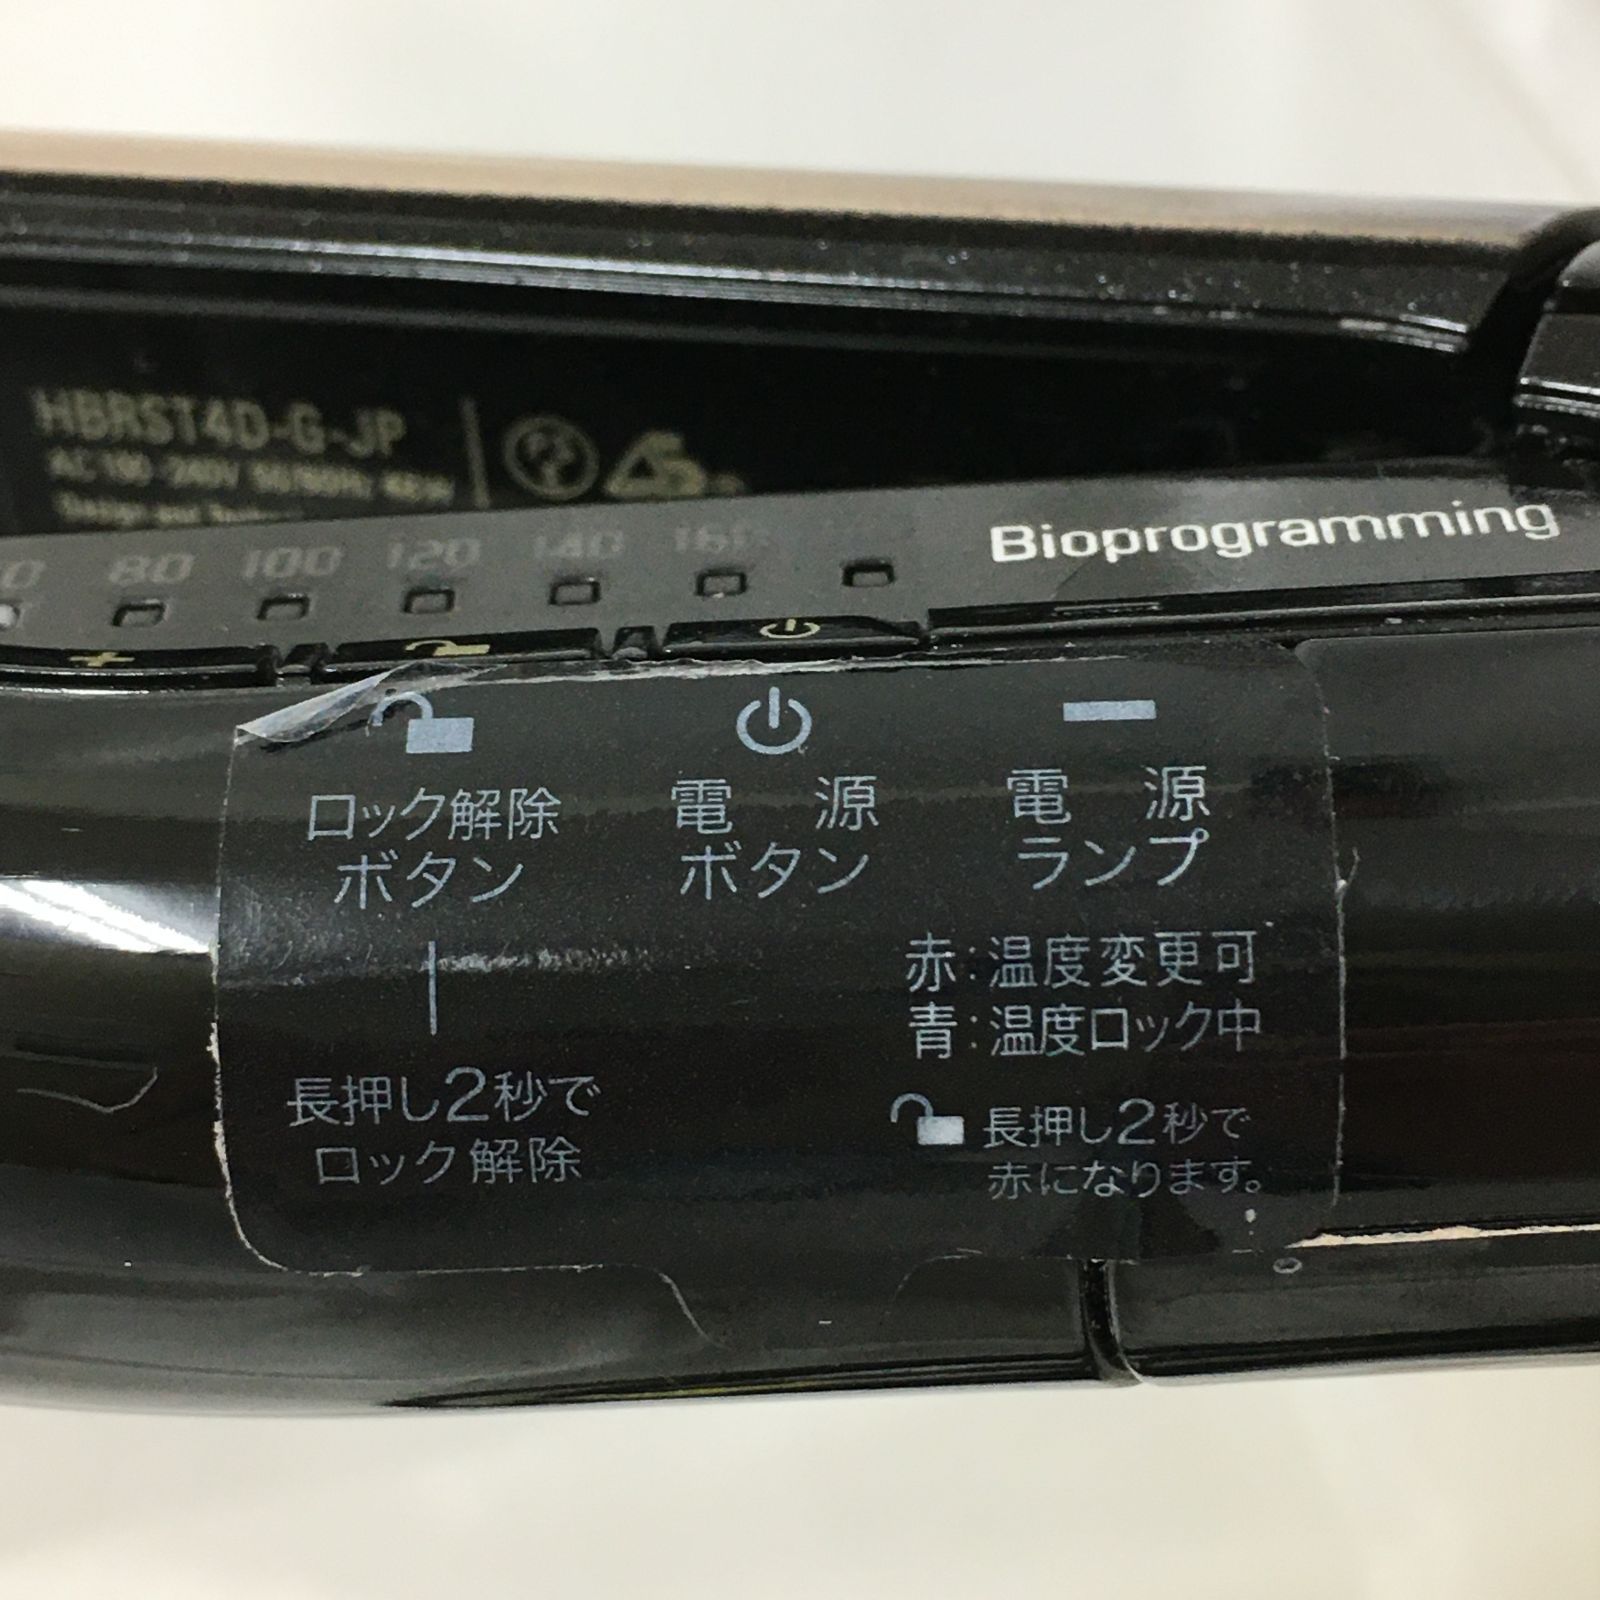 HBRST4D-G-JP
80 100 120 140 160
Bioprogramming
ロック解除
ボタン
電 源
ボタン
電 源
ランプ
赤:温度変更可
青:温度ロック中
長押し2秒で
ロック解除
長押し2秒で
赤になります。